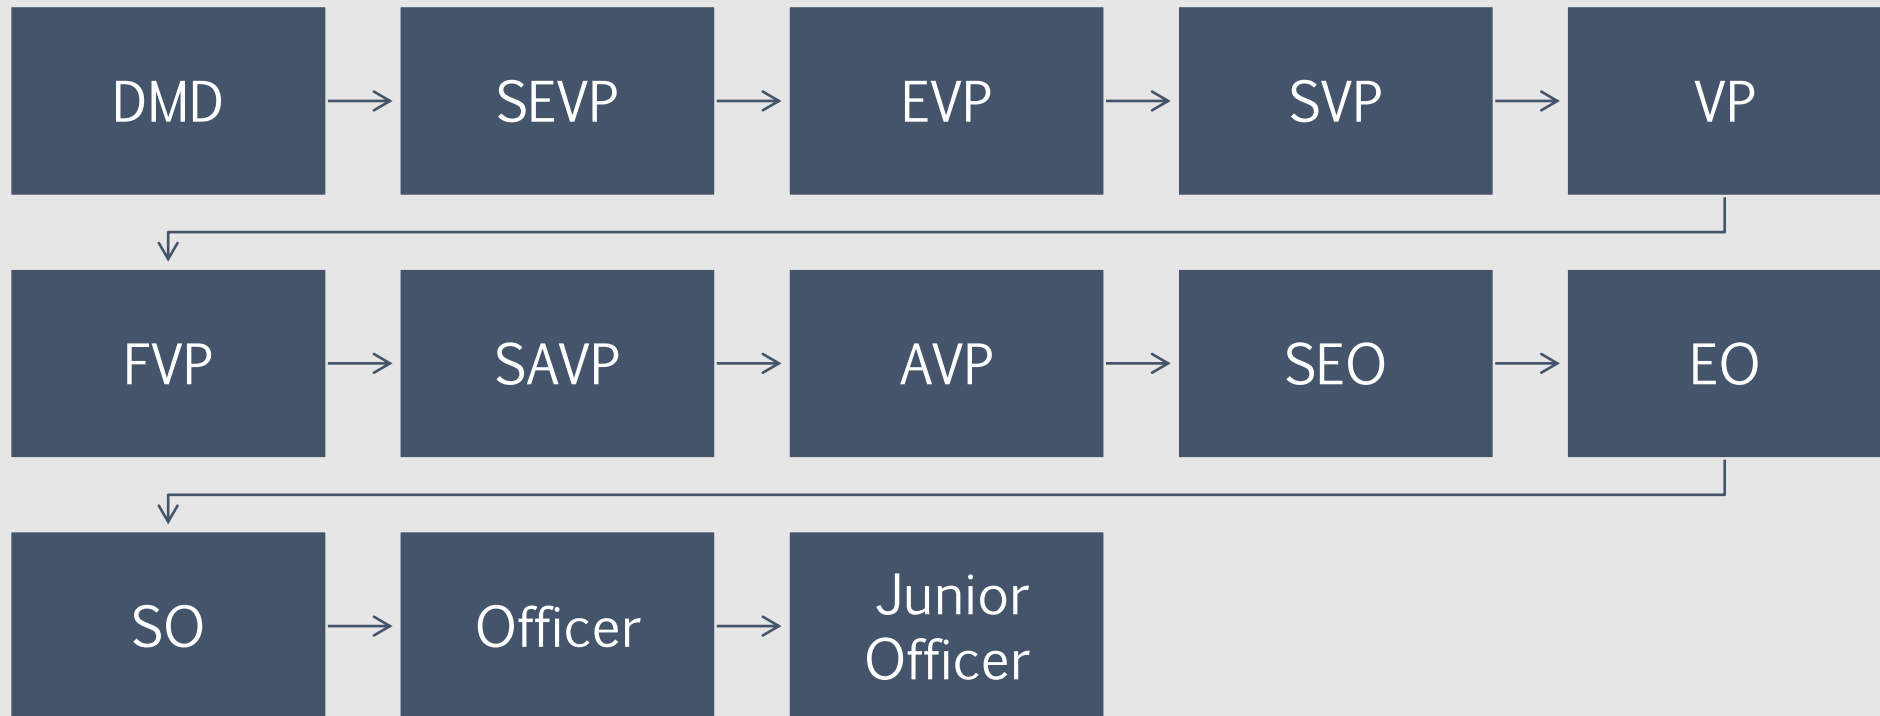 DMD
SEVP
EVP
SVP
VP
FVP
SAVP
AVP
SEO
EO
SO
Officer
Junior
Officer